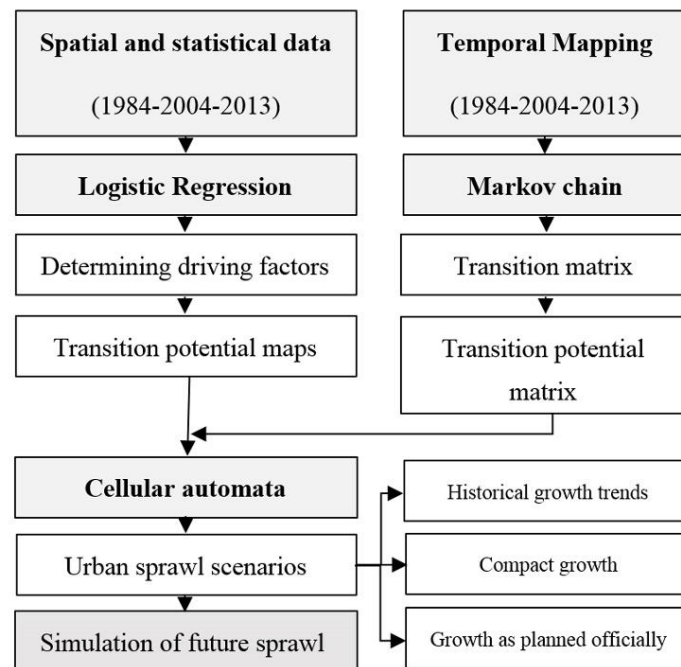 Spatial and statistical data
(1984-2004-2013)
Logistic Regression
Determining driving factors
Transition potential maps
Temporal Mapping
(1984-2004-2013)
Markov chain
Transition matrix
Transition potential
matrix
Cellular automata
Urban sprawl scenarios
Simulation of future sprawl
Historical growth trends
Compact growth
Growth as planned officially